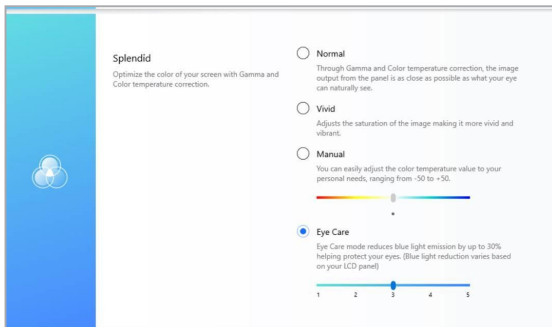 Splendid
Optimize the color of your screen with Gamma and
Color temperature correction.
Normal
Through Gamma and Color temperature correction, the image
output from the panel is as close as possible as what your eye
can naturally see.
Vivid
Adjusts the saturation of the image making it more vivid and
vibrant.
Manual
You can easily adjust the color temperature value to your
personal needs, ranging from -50 to +50.
Eye Care
Eye Care mode reduces blue light emission by up to 30%
helping protect your eyes. (Blue light reduction varies based
on your LCD panel)
1 2 3 4 5